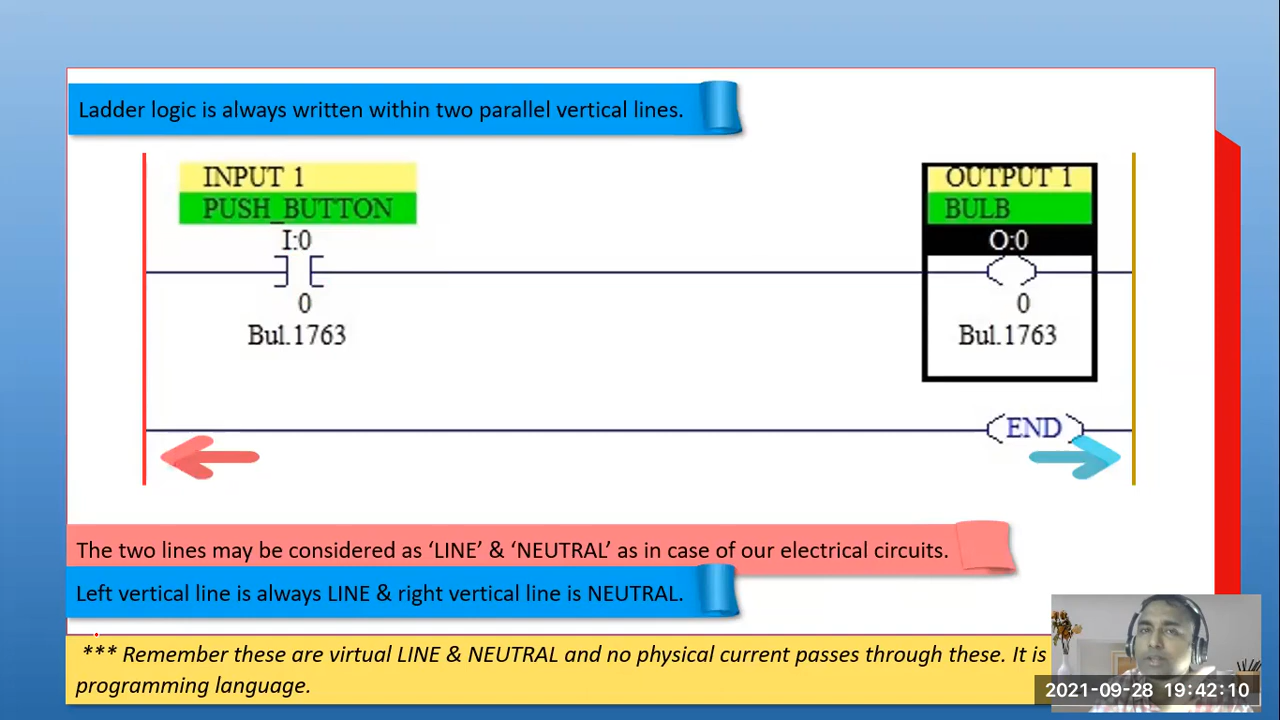 Ladder logic is always written within two parallel vertical lines.
INPUT 1
PUSH_BUTTON
I:0
0
Bul.1763
OUTPUT 1
BULB
O:0
0
Bul.1763
END
The two lines may be considered as ‘LINE’ & ‘NEUTRAL’ as in case of our electrical circuits.
Left vertical line is always LINE & right vertical line is NEUTRAL.
*** Remember these are virtual LINE & NEUTRAL and no physical current passes through these. It is
programming language.
2021-09-28 19:42:10